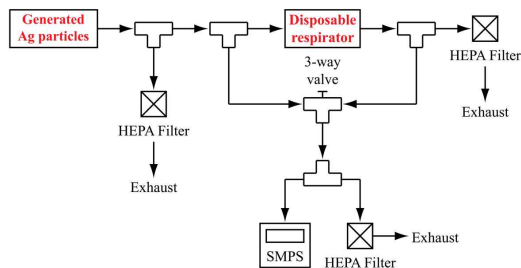 Generated
Ag particles
Disposable
respirator
HEPA Filter
Exhaust
3-way
valve
HEPA Filter
Exhaust
SMPS
HEPA Filter
Exhaust